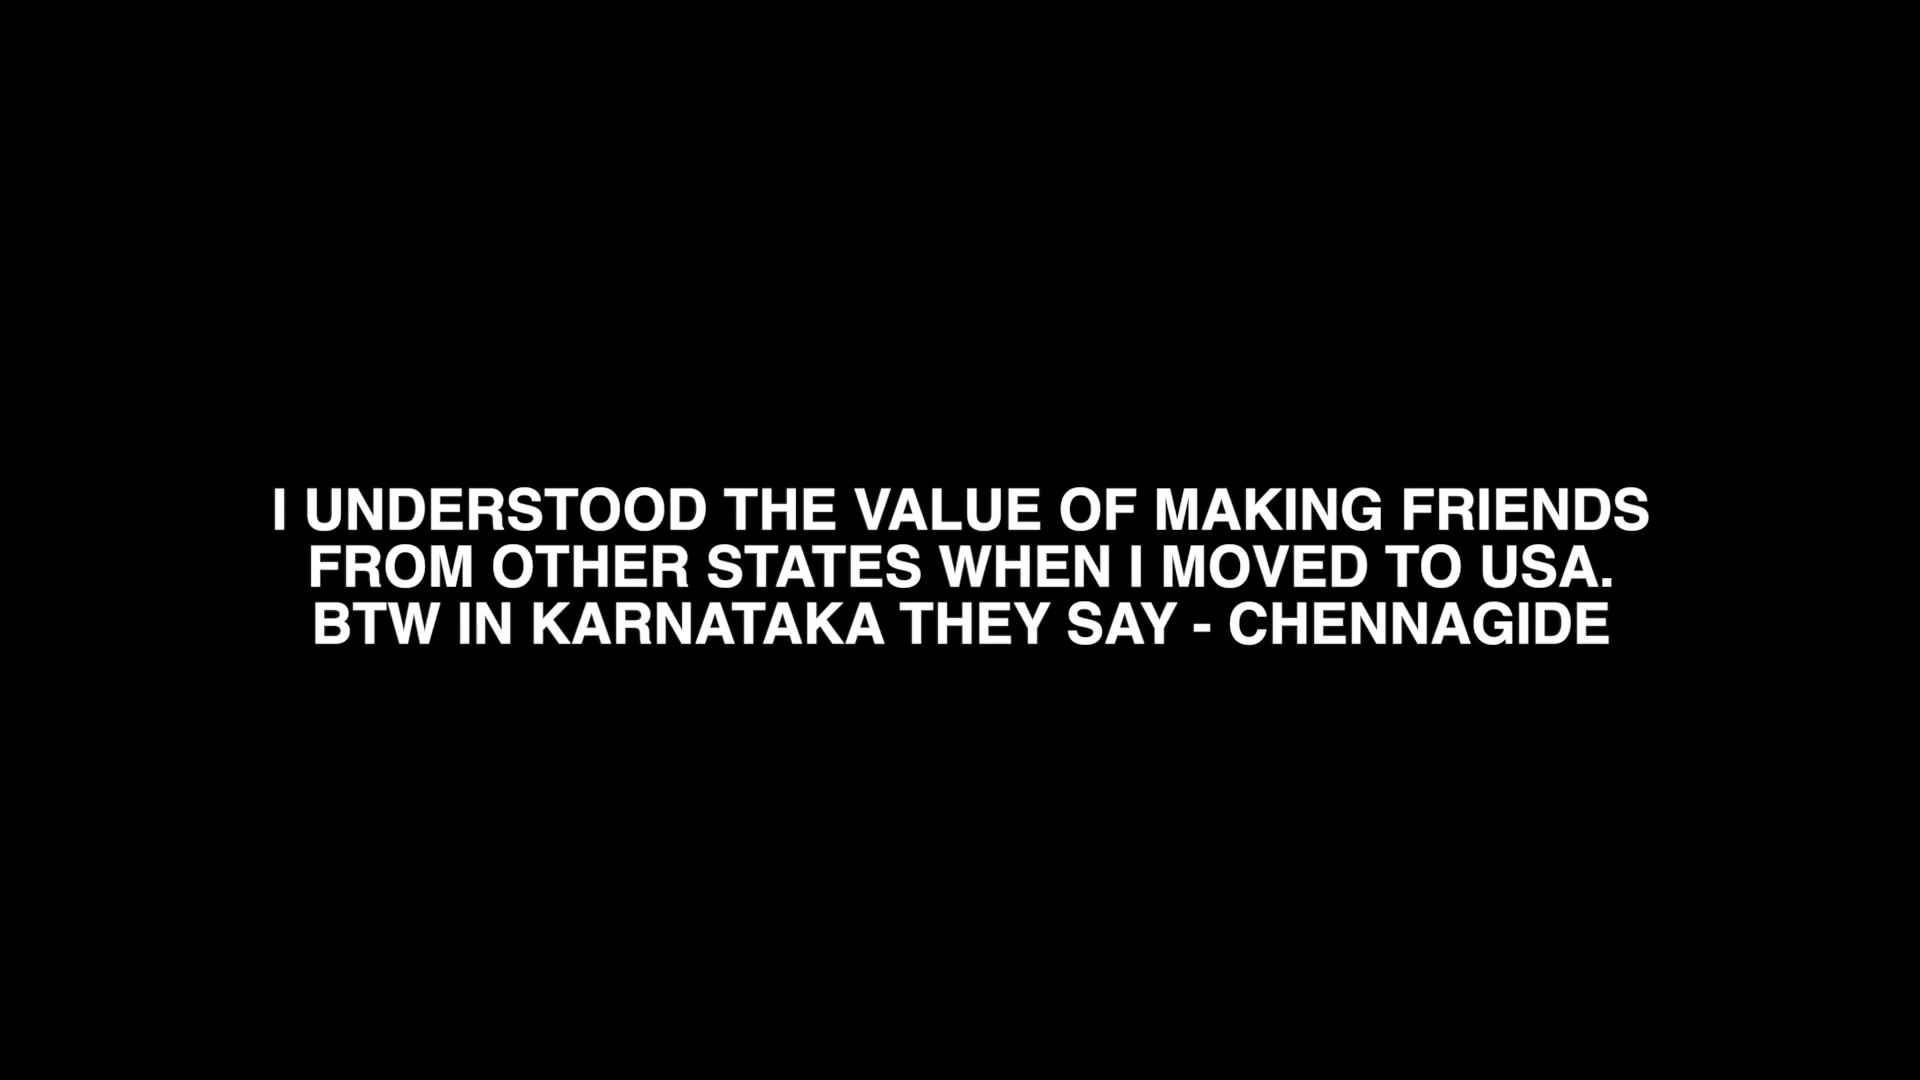 I UNDERSTOOD THE VALUE OF MAKING FRIENDS
FROM OTHER STATES WHEN I MOVED TO USA.
BTW IN KARNATAKA THEY SAY - CHENNAGIDE